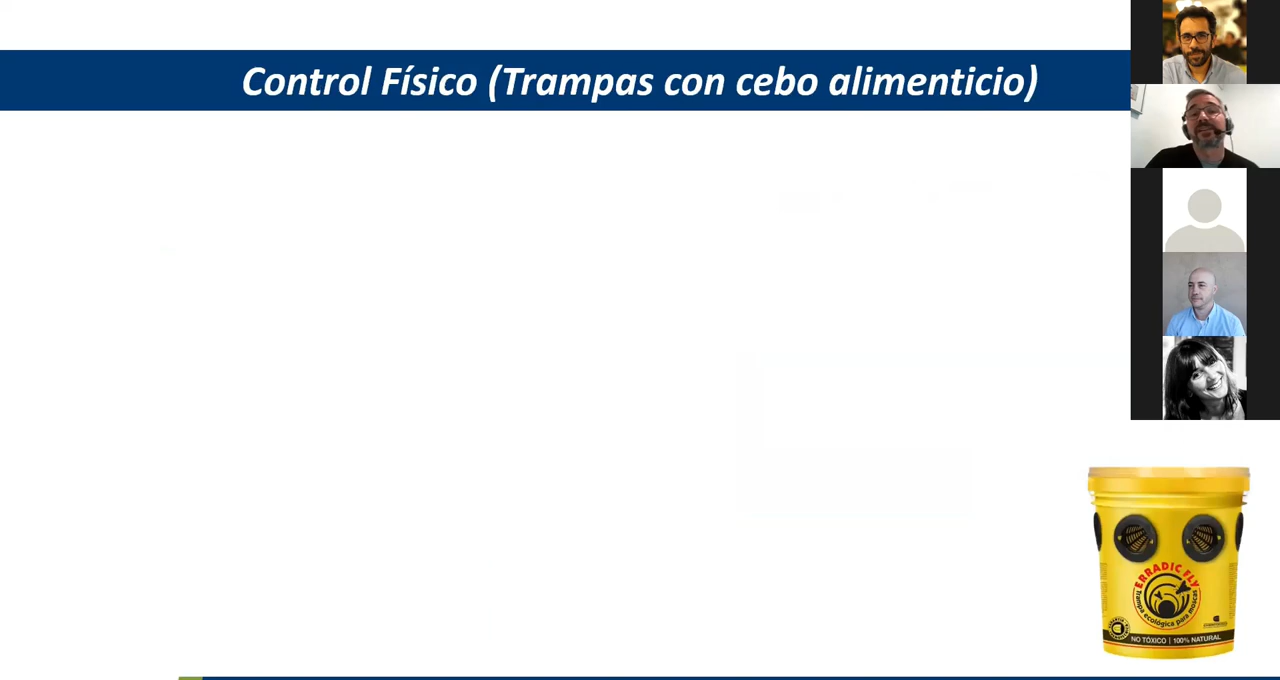 Control Físico (Trampas con cebo alimenticio)
ERRADIC FLY
Trampa ecológica para moscas
NO TÓXICO | 100% NATURAL